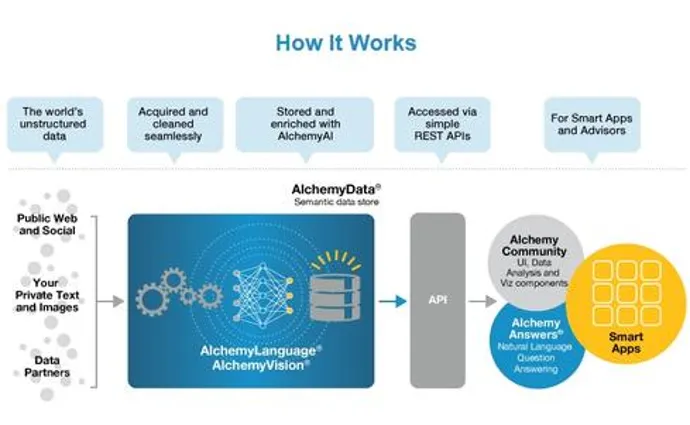 How It Works
The world's
unstructured
data
Acquired and
cleaned
seamlessly
Stored and
enriched with
AlchemyAI
Accessed via
simple
REST APIs
For Smart Apps
and Advisors
AlchemyData®
Semantic data store
Public Web
and Social
Your
Private Text
and Images
Data
Partners
AlchemyLanguage®
AlchemyVision®
API
Alchemy
Community
UI, Data
Analysis and
Viz components
Alchemy
Answers®
Natural Language
Question
Answering
Smart
Apps